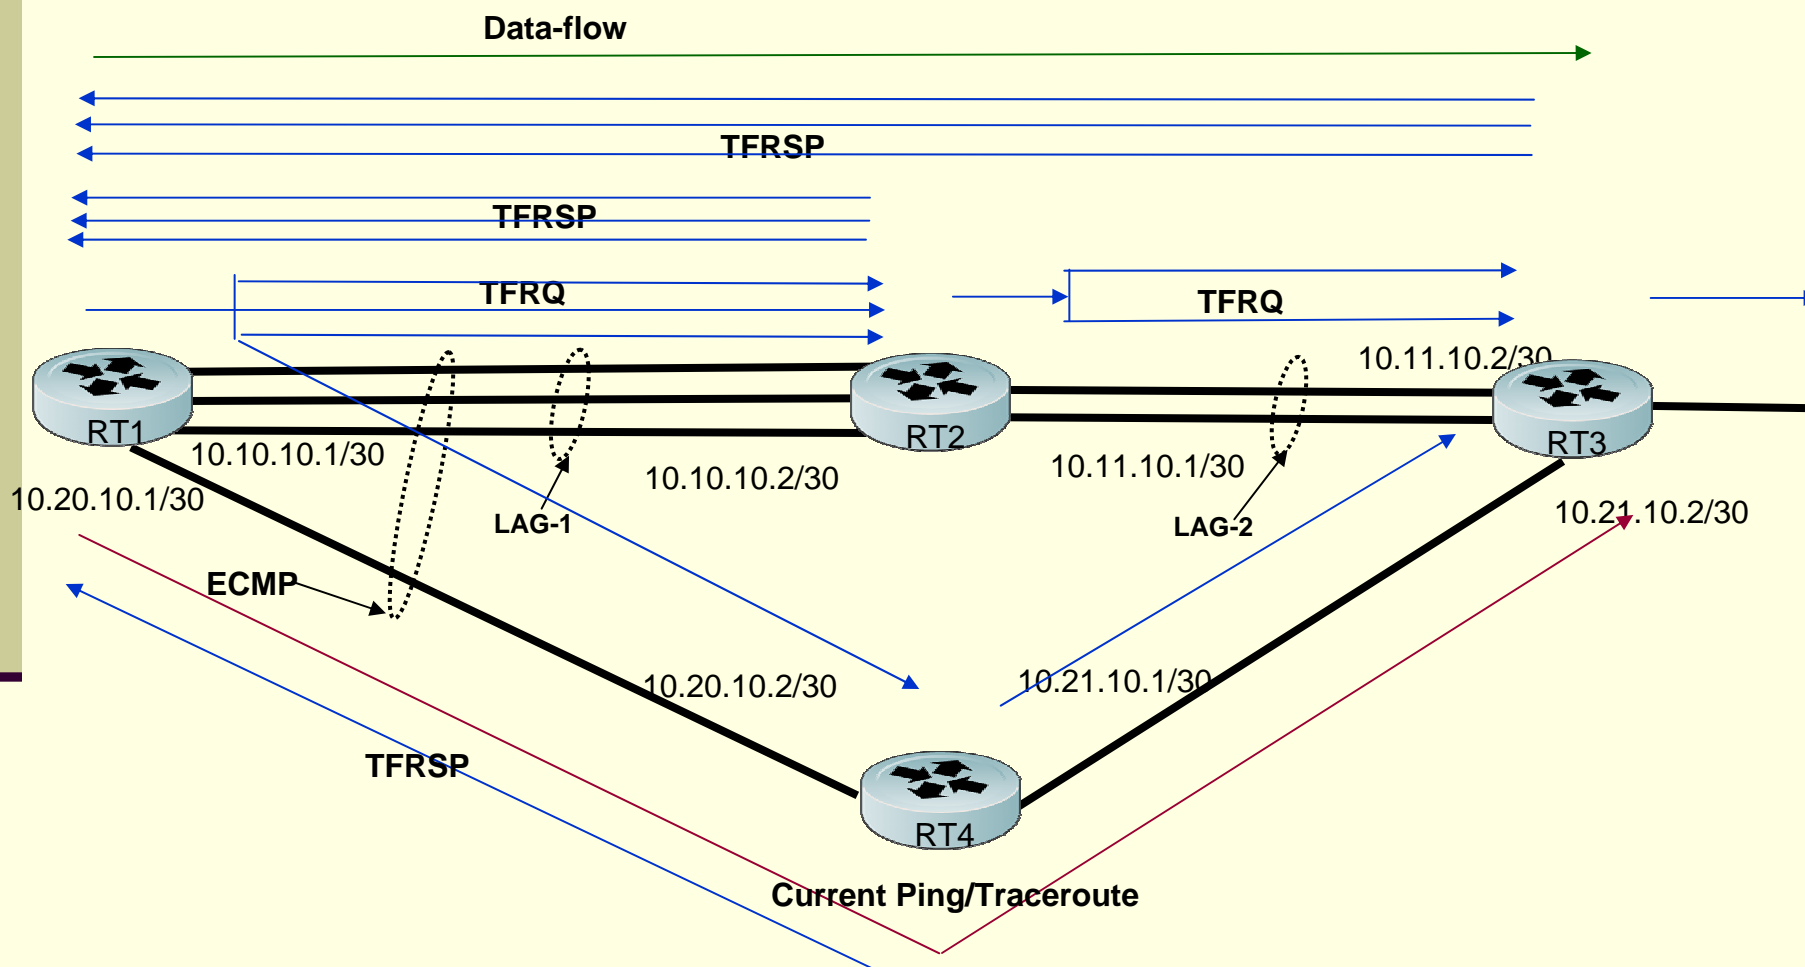 Data-flow
TFRSP
TFRSP
TFRQ
TFRQ
10.11.10.2/30
RT1
RT2
RT3
10.10.10.1/30
10.10.10.2/30
10.11.10.1/30
10.20.10.1/30
LAG-1
LAG-2
10.21.10.2/30
ECMP
10.20.10.2/30
10.21.10.1/30
TFRSP
RT4
Current Ping/Traceroute